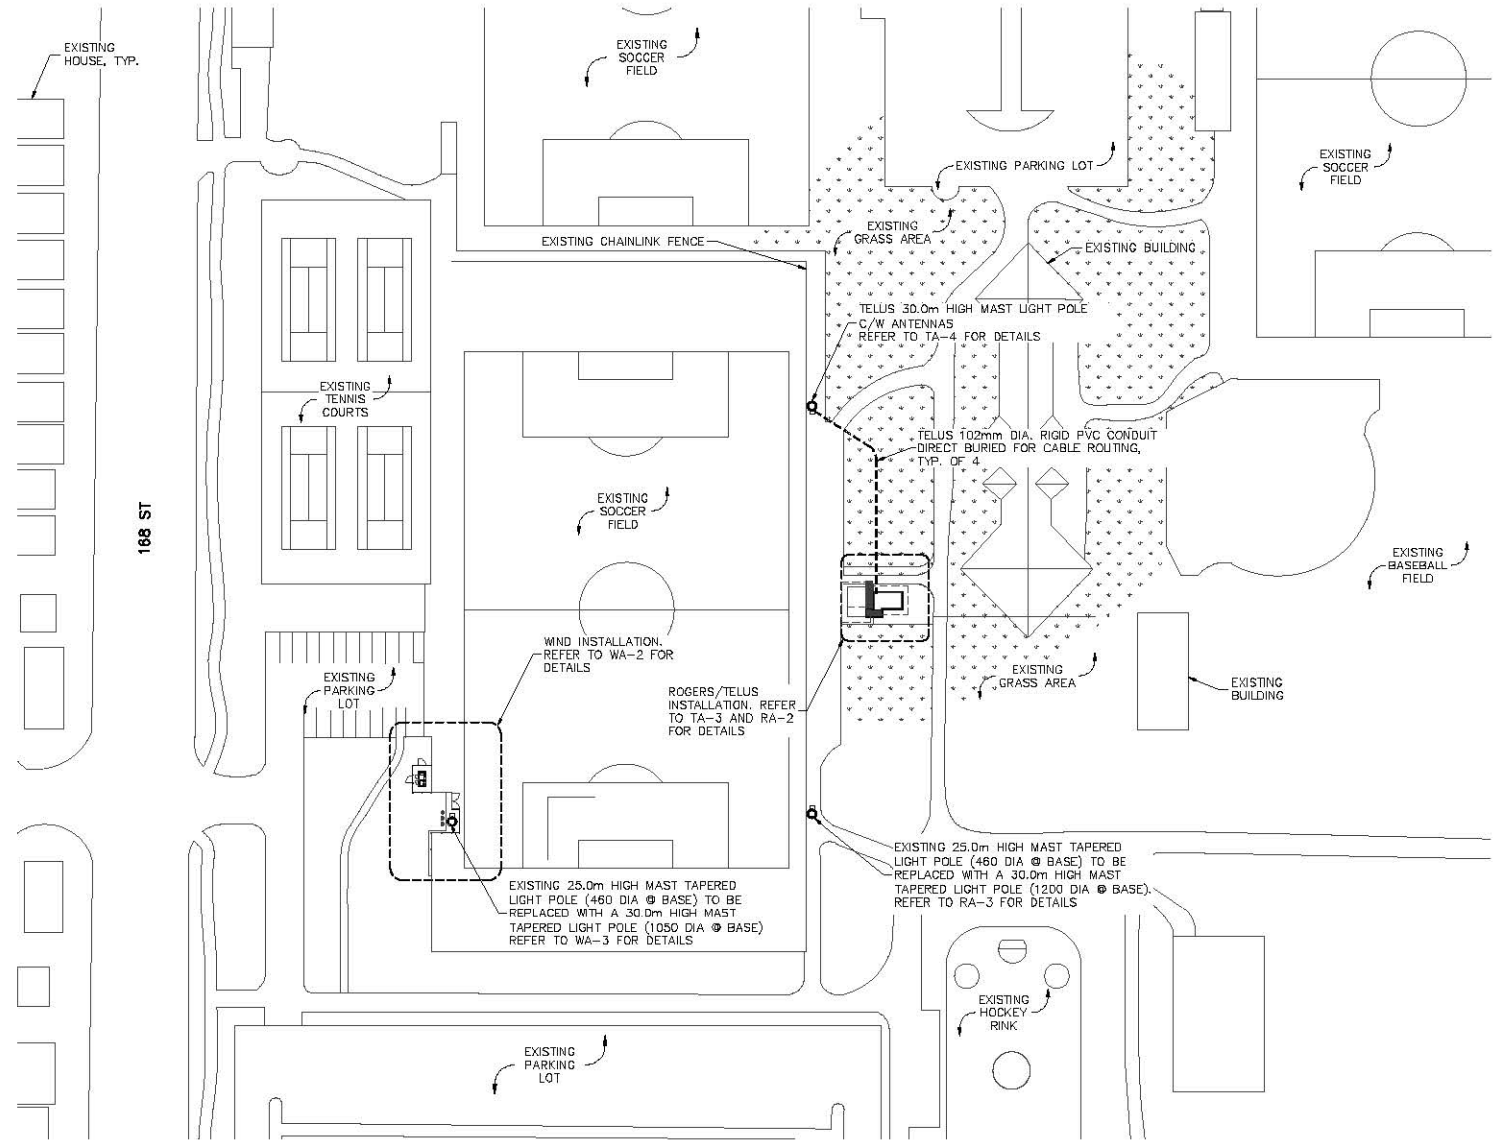 EXISTING
HOUSE, TYP.
EXISTING
SOCCER
FIELD
EXISTING PARKING LOT
EXISTING
SOCCER
FIELD
EXISTING
GRASS AREA
EXISTING CHAINLINK FENCE
EXISTING BUILDING
TELUS 30.0m HIGH MAST LIGHT POLE
C/W ANTENNAS
REFER TO TA-4 FOR DETAILS
EXISTING
TENNIS
COURTS
TELUS 102mm DIA. RIGID PVC CONDUIT
DIRECT BURIED FOR CABLE ROUTING,
TYP. OF 4
EXISTING
SOCCER
FIELD
168 ST
EXISTING
BASEBALL
FIELD
WIND INSTALLATION.
REFER TO WA-2 FOR
DETAILS
EXISTING
PARKING
LOT
ROGERS/TELUS
INSTALLATION. REFER
TO TA-3 AND RA-2
FOR DETAILS
EXISTING
GRASS AREA
EXISTING
BUILDING
EXISTING 25.0m HIGH MAST TAPERED
LIGHT POLE (460 DIA @ BASE) TO BE
REPLACED WITH A 30.0m HIGH MAST
TAPERED LIGHT POLE (1200 DIA @ BASE).
REFER TO RA-3 FOR DETAILS
EXISTING 25.0m HIGH MAST TAPERED
LIGHT POLE (460 DIA @ BASE) TO BE
REPLACED WITH A 30.0m HIGH MAST
TAPERED LIGHT POLE (1050 DIA @ BASE)
REFER TO WA-3 FOR DETAILS
EXISTING
HOCKEY
RINK
EXISTING
PARKING
LOT